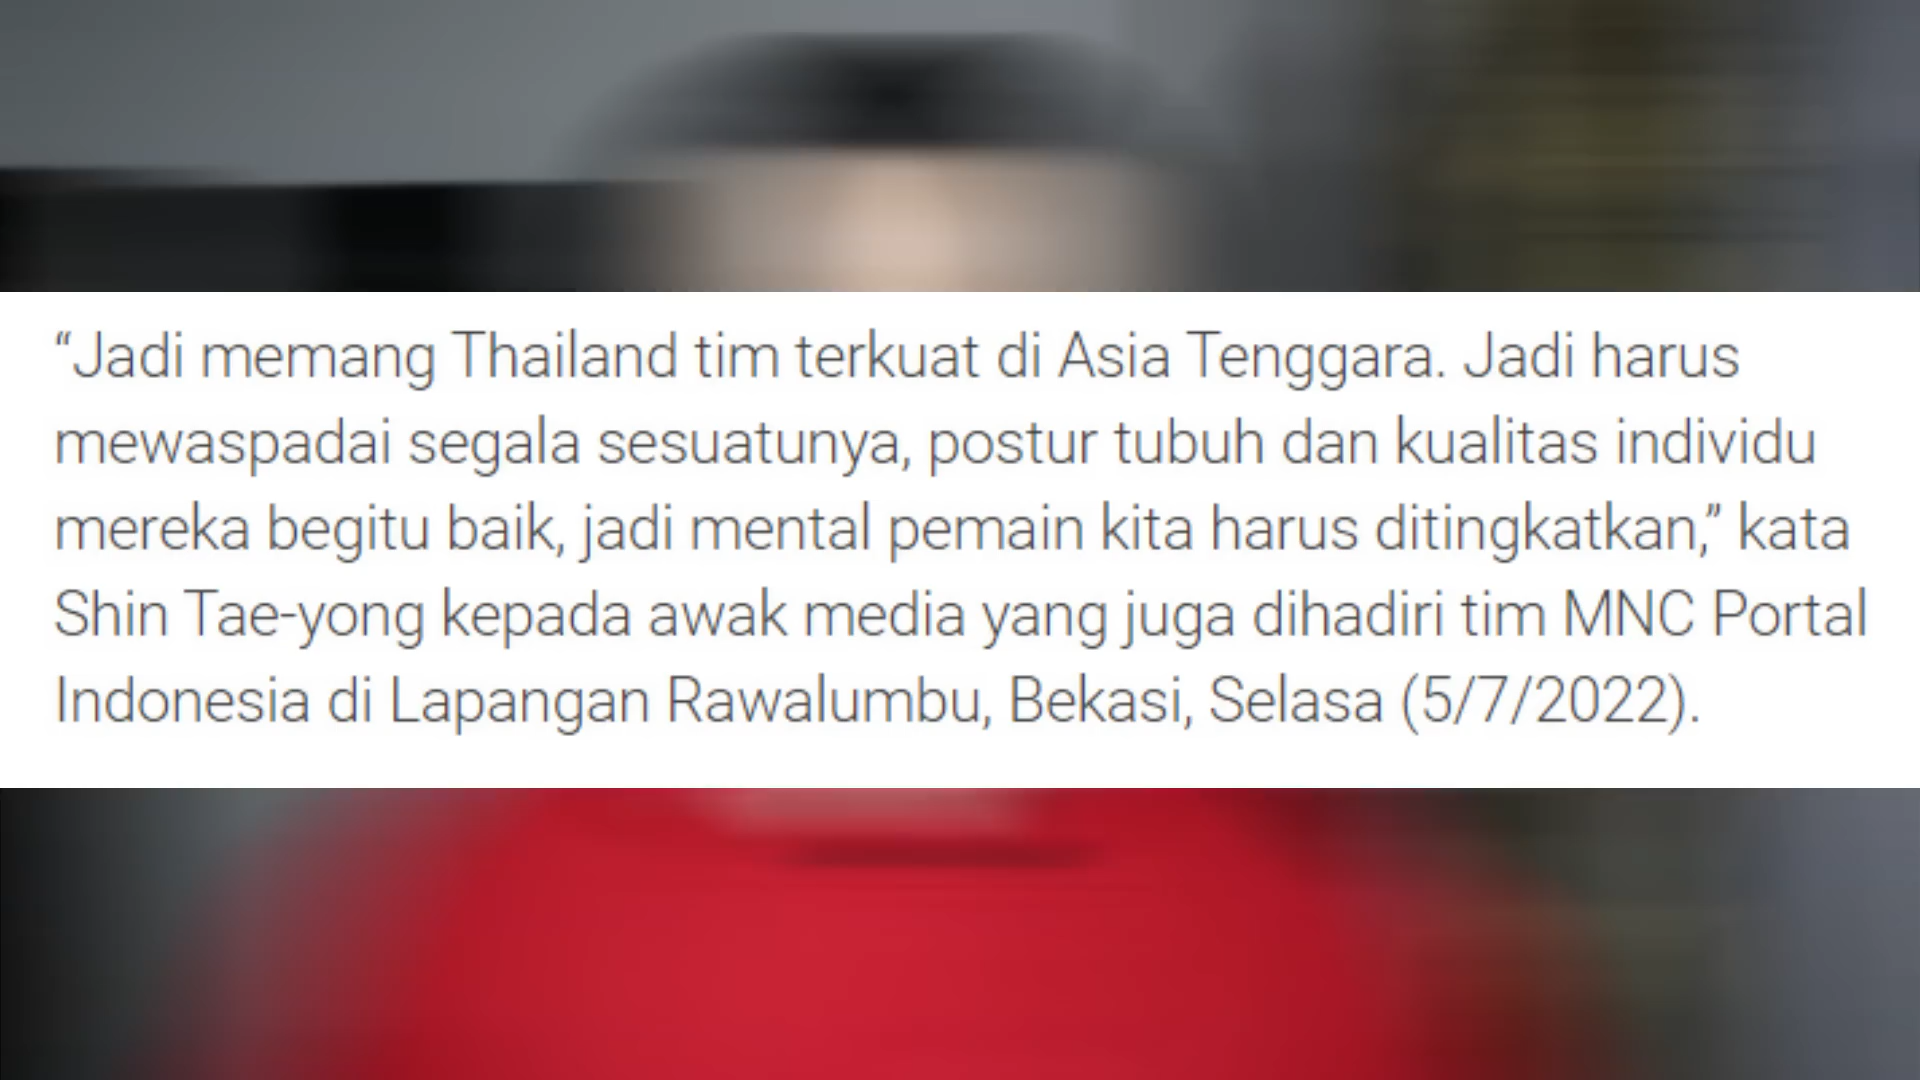 “Jadi memang Thailand tim terkuat di Asia Tenggara. Jadi harus
mewaspadai segala sesuatunya, postur tubuh dan kualitas individu
mereka begitu baik, jadi mental pemain kita harus ditingkatkan,” kata
Shin Tae-yong kepada awak media yang juga dihadiri tim MNC Portal
Indonesia di Lapangan Rawalumbu, Bekasi, Selasa (5/7/2022).